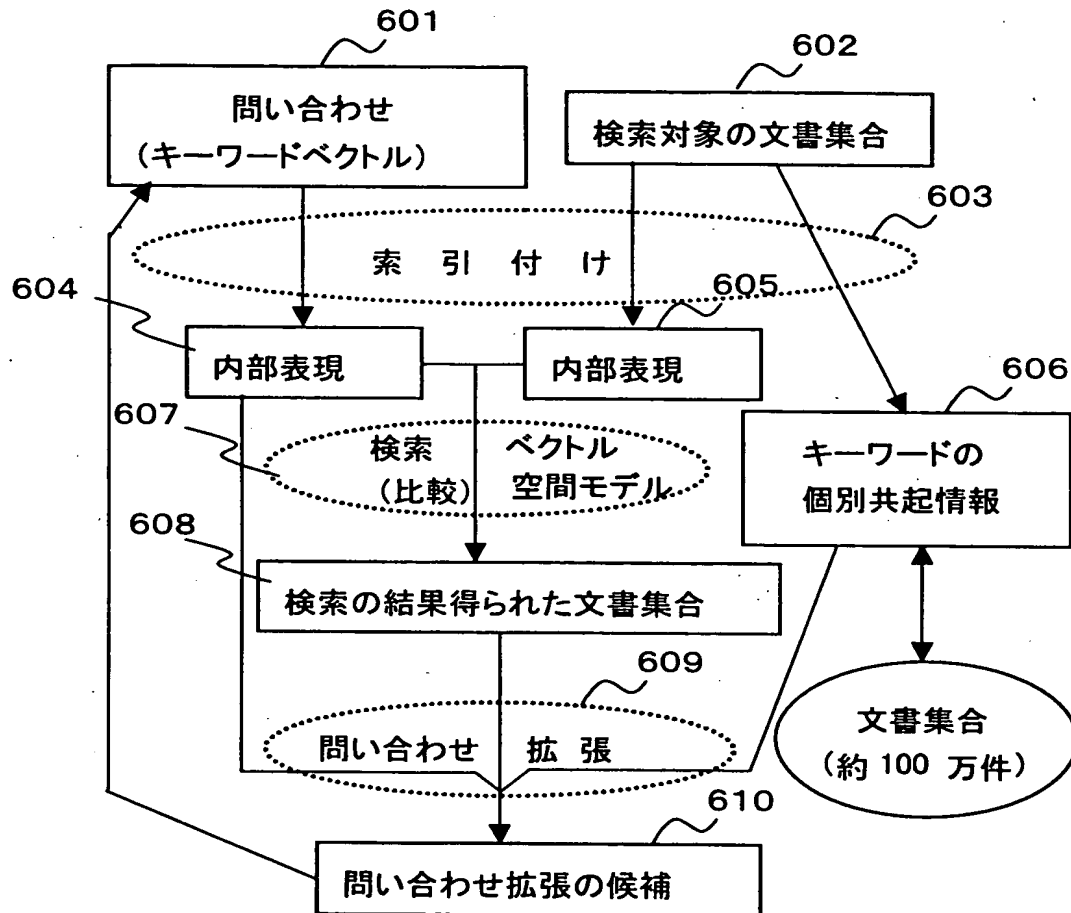 601
602
問い合わせ
(キーワードベクトル)
検索対象の文書集合
603
索引付け
604
605
内部表現
内部表現
606
607
検索 ベクトル
(比較) 空間モデル
キーワードの
個別共起情報
608
検索の結果得られた文書集合
609
問い合わせ 拡張
文書集合
(約100 万件)
610
問い合わせ拡張の候補